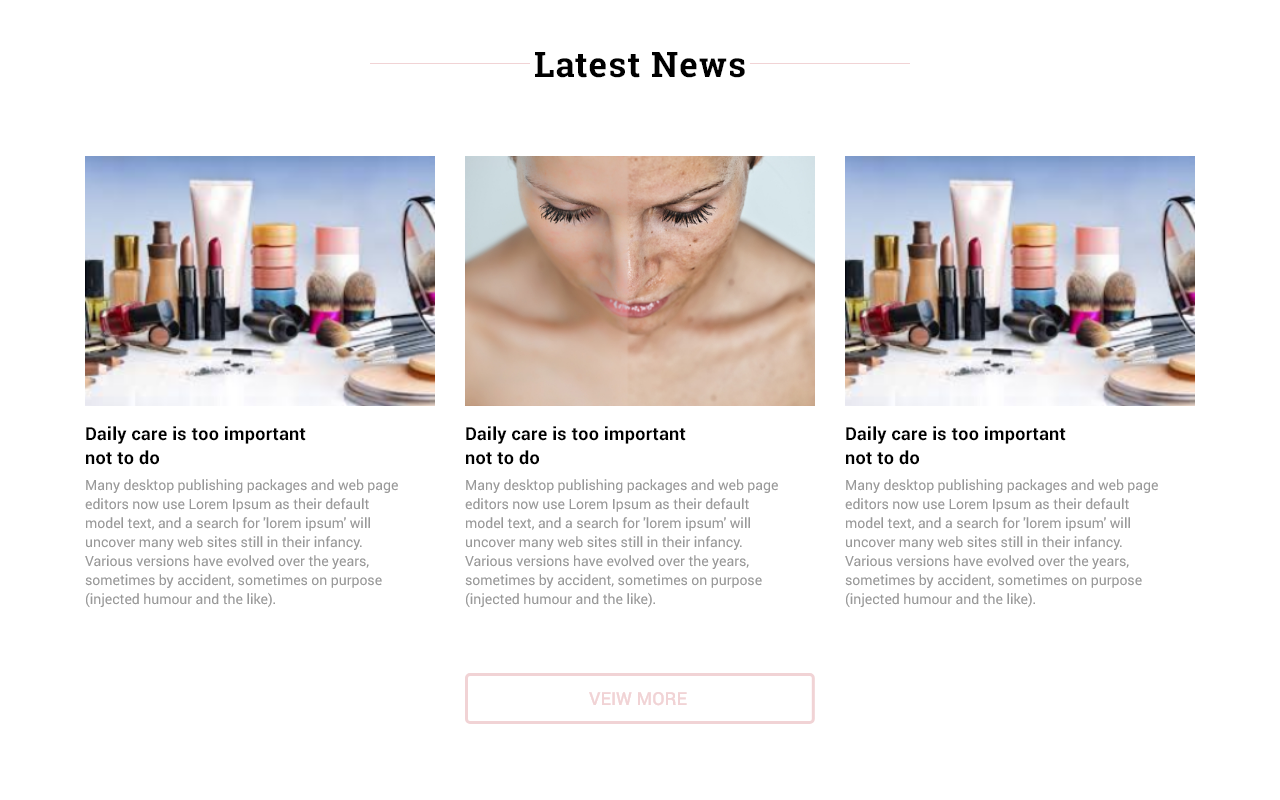 Latest News
Daily care is too important
not to do
Many desktop publishing packages and web page
editors now use Lorem Ipsum as their default
model text, and a search for 'lorem ipsum' will
uncover many web sites still in their infancy.
Various versions have evolved over the years,
sometimes by accident, sometimes on purpose
(injected humour and the like).
Daily care is too important
not to do
Many desktop publishing packages and web page
editors now use Lorem Ipsum as their default
model text, and a search for 'lorem ipsum' will
uncover many web sites still in their infancy.
Various versions have evolved over the years,
sometimes by accident, sometimes on purpose
(injected humour and the like).
Daily care is too important
not to do
Many desktop publishing packages and web page
editors now use Lorem Ipsum as their default
model text, and a search for 'lorem ipsum' will
uncover many web sites still in their infancy.
Various versions have evolved over the years,
sometimes by accident, sometimes on purpose
(injected humour and the like).
VEIW MORE